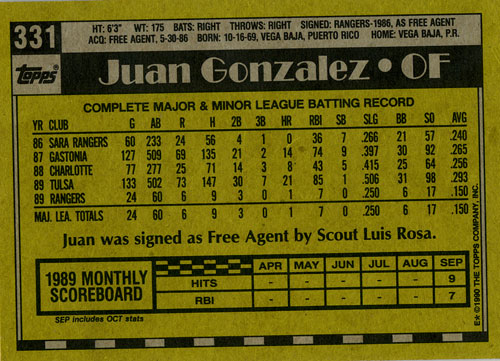 331
HT: 6'3" WT: 175 BATS: RIGHT THROWS: RIGHT SIGNED: RANGERS-1986, AS FREE AGENT
ACQ: FREE AGENT, 5-30-86 BORN: 10-16-69, VEGA BAJA, PUERTO RICO HOME: VEGA BAJA, P.R.
Topps
Juan Gonzalez • OF
COMPLETE MAJOR & MINOR LEAGUE BATTING RECORD
YR CLUB G AB R H 2B 3B HR RBI SB SLG BB SO AVG
86 SARA RANGERS 60 233 24 56 4 1 0 36 7 .266 21 57 .240
87 GASTONIA 127 509 69 135 21 2 14 74 9 .397 30 92 .265
88 CHARLOTTE 77 277 25 71 14 3 8 43 5 .415 25 64 .256
89 TULSA 133 502 73 147 30 7 21 85 1 .506 31 98 .293
89 RANGERS 24 60 6 9 3 0 1 7 0 .250 6 17 .150
MAJ. LEA. TOTALS 24 60 6 9 3 0 1 7 0 .250 6 17 .150
Juan was signed as Free Agent by Scout Luis Rosa.
1989 MONTHLY SCOREBOARD
APR MAY JUN JUL AUG SEP
HITS - - - - - 9
RBI - - - - - 7
SEP includes OCT stats
E* © 1990 THE TOPPS COMPANY, INC.